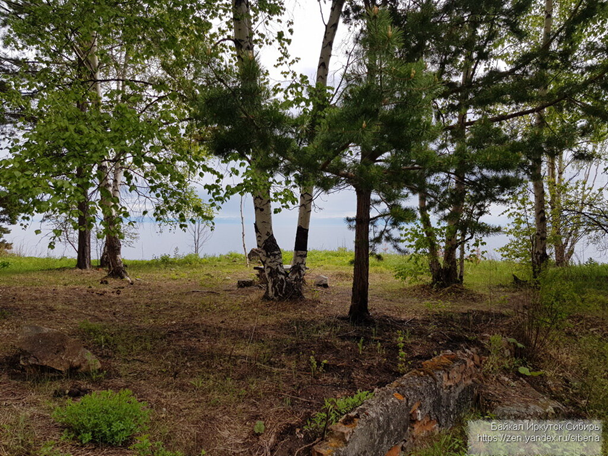 Байкал Иркутск Сибирь
https://zen.yandex.ru/siberia